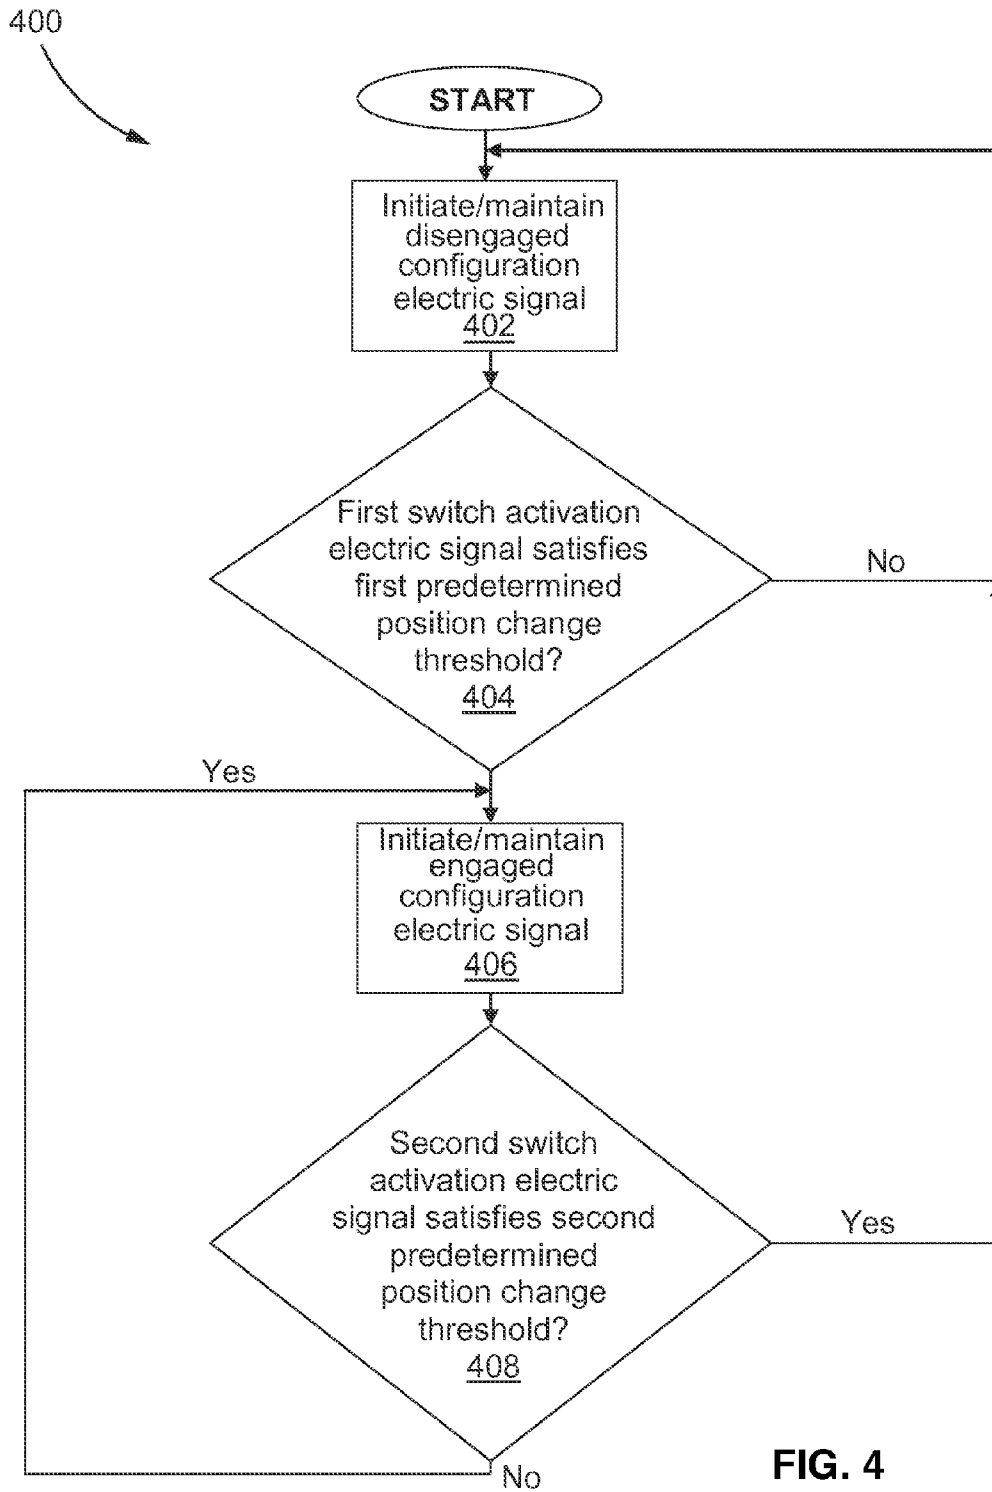 400
START
Initiate/maintain
disengaged
configuration
electric signal
402
First switch activation
electric signal satisfies
first predetermined
position change
threshold?
404
No
Yes
Initiate/maintain
engaged
configuration
electric signal
406
Second switch
activation electric
signal satisfies second
predetermined
position change
threshold?
408
Yes
No
FIG. 4